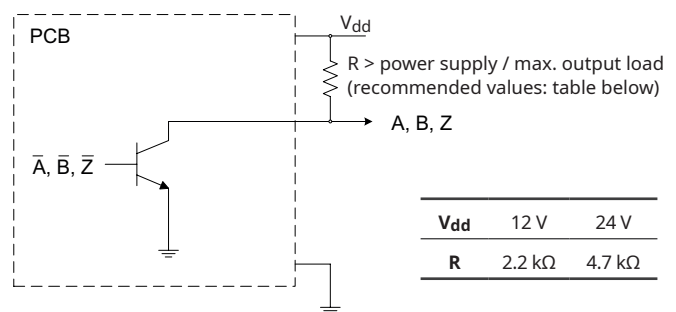 PCB
Vdd
R > power supply / max. output load
(recommended values: table below)
A, B, Z
A̅, B̅, Z̅
Vdd 12 V 24 V
R 2.2 kΩ 4.7 kΩ